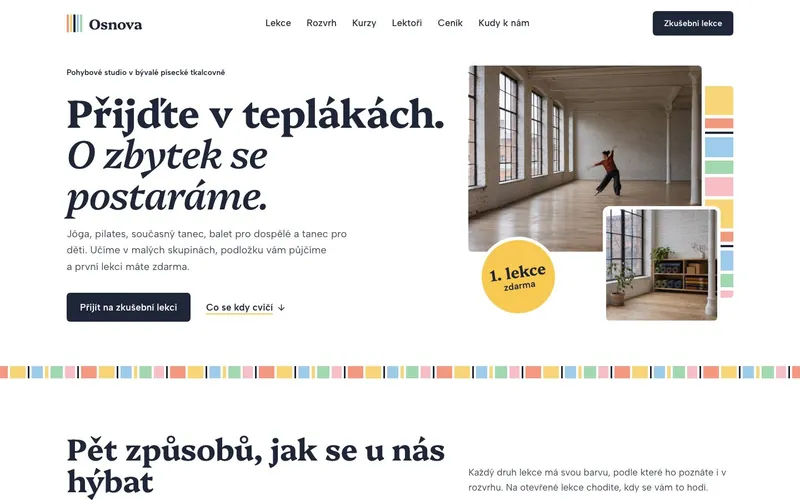 Osnova
Lekce
Rozvrh
Kurzy
Lektoři
Ceník
Kudy k nám
Zkušební lekce
Pohybové studio v bývalé písecké tkalcovně
Přijďte v teplákách.
O zbytek se
postaráme.
Jóga, pilates, současný tanec, balet pro dospělé a tanec pro
děti. Učíme v malých skupinách, podložku vám půjčíme
a první lekci máte zdarma.
Přijít na zkušební lekci
Co se kdy cvičí ↓
1. lekce
zdarma
Pět způsobů, jak se u nás
hýbat
Každý druh lekce má svou barvu, podle které ho poznáte i v
rozvrhu. Na otevřené lekce chodíte, kdy se vám to hodí.